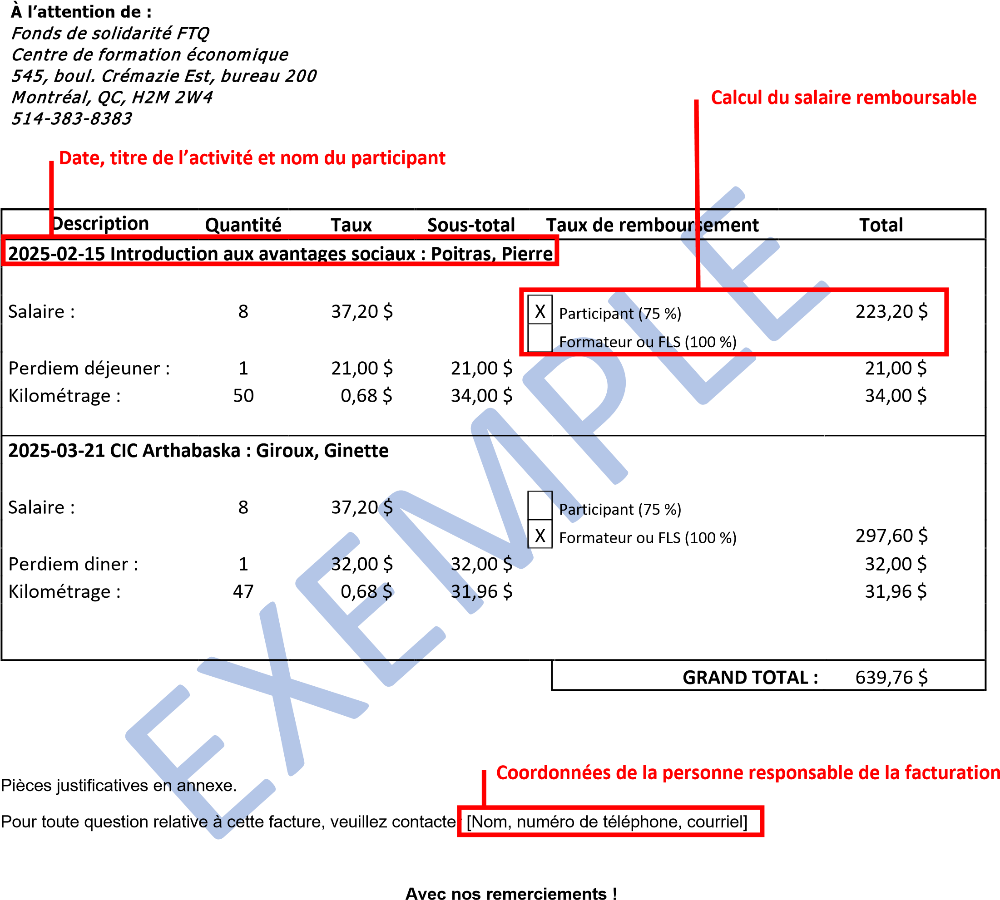 À l’attention de :
Fonds de solidarité FTQ
Centre de formation économique
545, boul. Crémazie Est, bureau 200
Montréal, QC, H2M 2W4
514-383-8383
Calcul du salaire remboursable
Date, titre de l’activité et nom du participant
Description Quantité Taux Sous-total Taux de remboursement Total
2025-02-15 Introduction aux avantages sociaux : Poitras, Pierre
Salaire : 8 37,20 $ X Participant (75 %) 223,20 $
Formateur ou FLS (100 %)
Perdiem déjeuner : 1 21,00 $ 21,00 $ 21,00 $
Kilométrage : 50 0,68 $ 34,00 $ 34,00 $
2025-03-21 CIC Arthabaska : Giroux, Ginette
Salaire : 8 37,20 $ Participant (75 %)
X Formateur ou FLS (100 %) 297,60 $
Perdiem diner : 1 32,00 $ 32,00 $ 32,00 $
Kilométrage : 47 0,68 $ 31,96 $ 31,96 $
GRAND TOTAL : 639,76 $
EXEMPLE
Coordonnées de la personne responsable de la facturation
Pièces justificatives en annexe.
Pour toute question relative à cette facture, veuillez contacter [Nom, numéro de téléphone, courriel]
Avec nos remerciements !